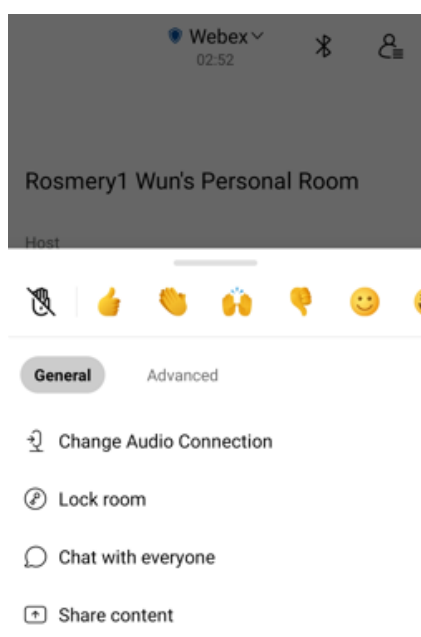 Webex
02:52
Rosmery1 Wun's Personal Room
Host
General
Advanced
Change Audio Connection
Lock room
Chat with everyone
Share content